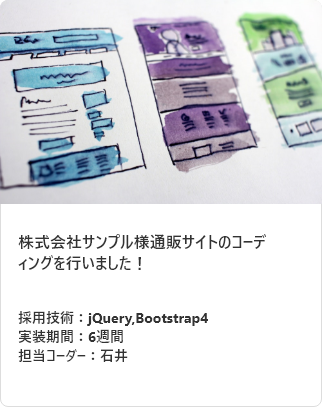 株式会社サンプル様通販サイトのコーデ
ィングを行いました！
採用技術：jQuery,Bootstrap4
実装期間：6週間
担当コーダー：石井